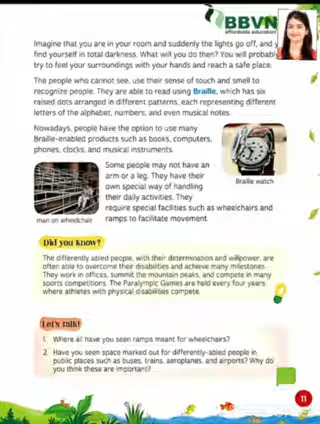 BBVN
affordable education
Imagine that you are in your room and suddenly the lights go off, and y
find yourself in total darkness. What will you do then? You will probably
try to feel your surroundings with your hands and reach a safe place.
The people who cannot see, use their sense of touch and smell to
recognize people. They are able to read using Braille, which has six
raised dots arranged in different patterns, each representing different
letters of the alphabet, numbers, and even musical notes.
Nowadays, people have the option to use many
Braille-enabled products such as books, computers,
phones, clocks, and musical instruments.
Braille watch
Some people may not have an
arm or a leg. They have their
own special way of handling
their daily activities. They
require special facilities such as wheelchairs and
ramps to facilitate movement.
man on wheelchair
Did you know?
The differently abled people, with their determination and willpower, are
often able to overcome their disabilities and achieve many milestones.
They work in offices, summit the mountain peaks, and compete in many
sports competitions. The Paralympic Games are held every four years,
where athletes with physical disabilities compete.
Let's talk!
1. Where all have you seen ramps meant for wheelchairs?
2. Have you seen space marked out for differently-abled people in
public places such as buses, trains, aeroplanes, and airports? Why do
you think these are important?
11